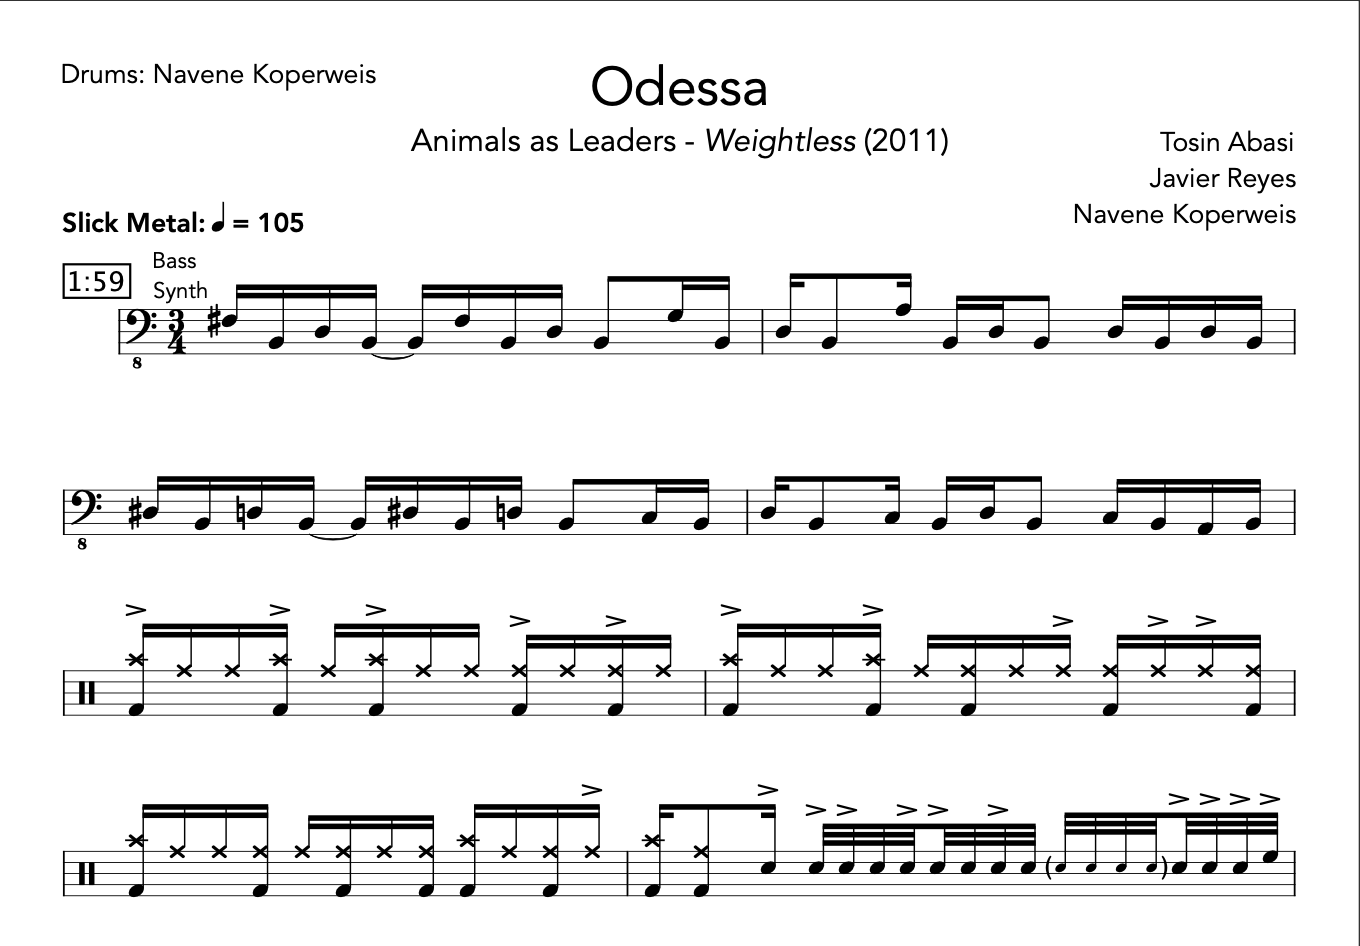 Drums: Navene Koperweis
Odessa
Animals as Leaders - Weightless (2011)
Tosin Abasi
Javier Reyes
Navene Koperweis
Slick Metal: ♩ = 105
1:59
Bass
Synth
3
4
8
8